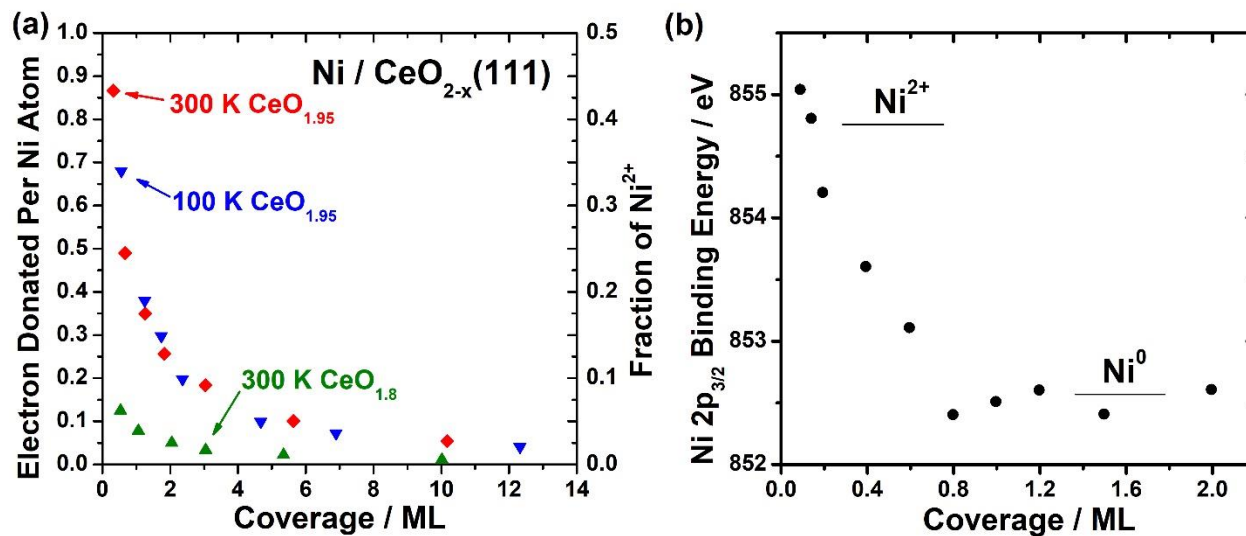 (a)
Ni / CeO2-x(111)
300 K CeO1.95
100 K CeO1.95
300 K CeO1.8
Electron Donated Per Ni Atom
1.0
0.9
0.8
0.7
0.6
0.5
0.4
0.3
0.2
0.1
0.0
0 2 4 6 8 10 12 14
Coverage / ML
0.5
0.4
0.3
0.2
0.1
0.0
Fraction of Ni2+
(b)
Ni2+
Ni0
Ni 2p3/2 Binding Energy / eV
855
854
853
852
0.0 0.4 0.8 1.2 1.6 2.0
Coverage / ML